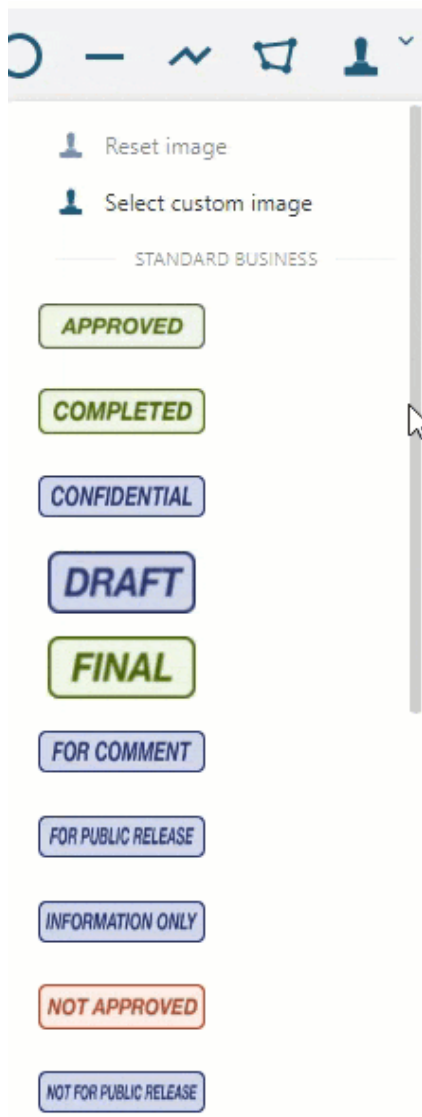 Reset image
Select custom image
STANDARD BUSINESS
APPROVED
COMPLETED
CONFIDENTIAL
DRAFT
FINAL
FOR COMMENT
FOR PUBLIC RELEASE
INFORMATION ONLY
NOT APPROVED
NOT FOR PUBLIC RELEASE